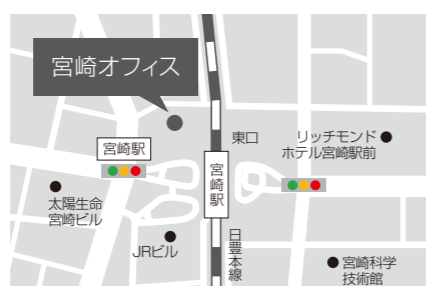 宮崎オフィス
宮崎駅
東口
リッチモンド
ホテル宮崎駅前
宮崎駅
太陽生命
宮崎ビル
JRビル
日豊本線
宮崎科学
技術館